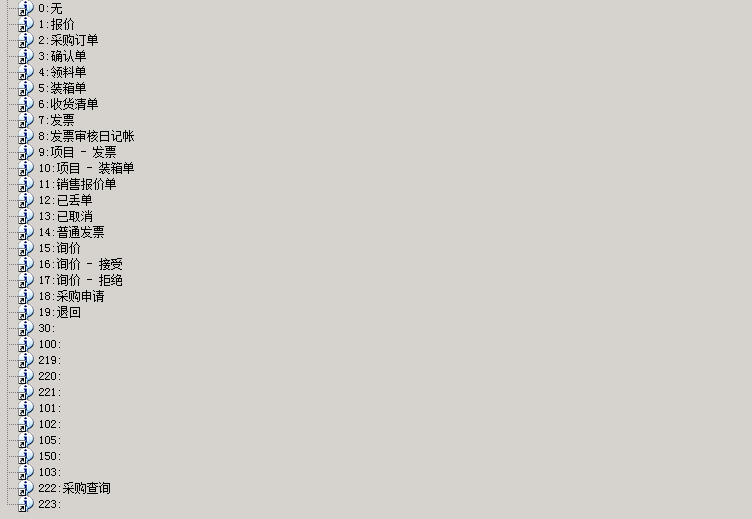 0:无
1:报价
2:采购订单
3:确认单
4:领料单
5:装箱单
6:收货清单
7:发票
8:发票审核日记帐
9:项目 - 发票
10:项目 - 装箱单
11:销售报价单
12:已丢单
13:已取消
14:普通发票
15:询价
16:询价 - 接受
17:询价 - 拒绝
18:采购申请
19:退回
30:
100:
219:
220:
221:
101:
102:
105:
150:
103:
222:采购查询
223: